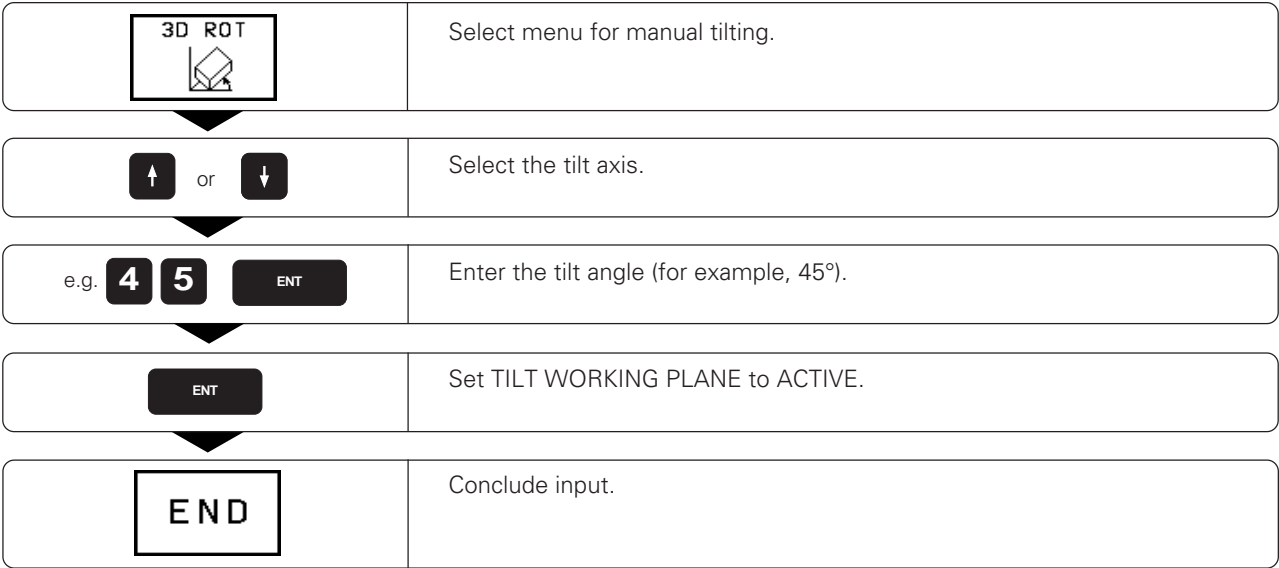 3D ROT
Select menu for manual tilting.
or
Select the tilt axis.
e.g. 4 5 ENT
Enter the tilt angle (for example, 45°).
ENT
Set TILT WORKING PLANE to ACTIVE.
END
Conclude input.